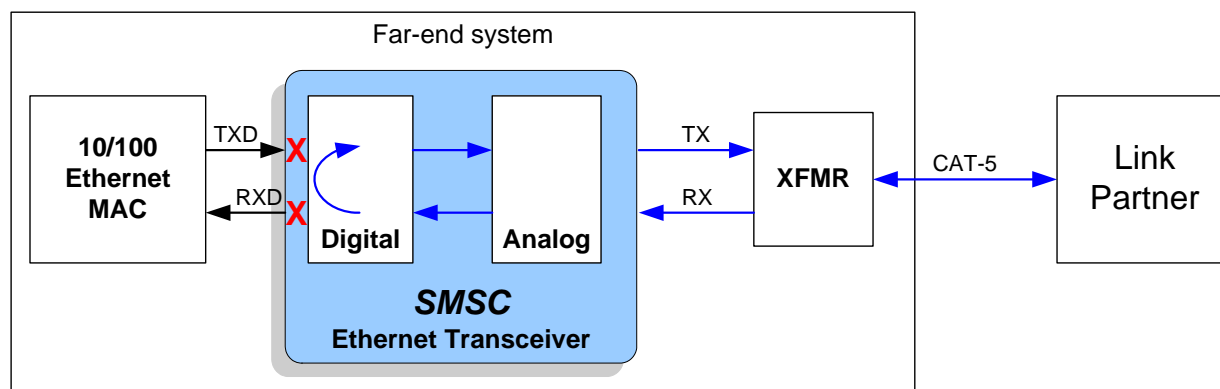 Far-end system
10/100
Ethernet
MAC
TXD
RXD
X
X
Digital
Analog
SMSC
Ethernet Transceiver
TX
RX
XFMR
CAT-5
Link
Partner